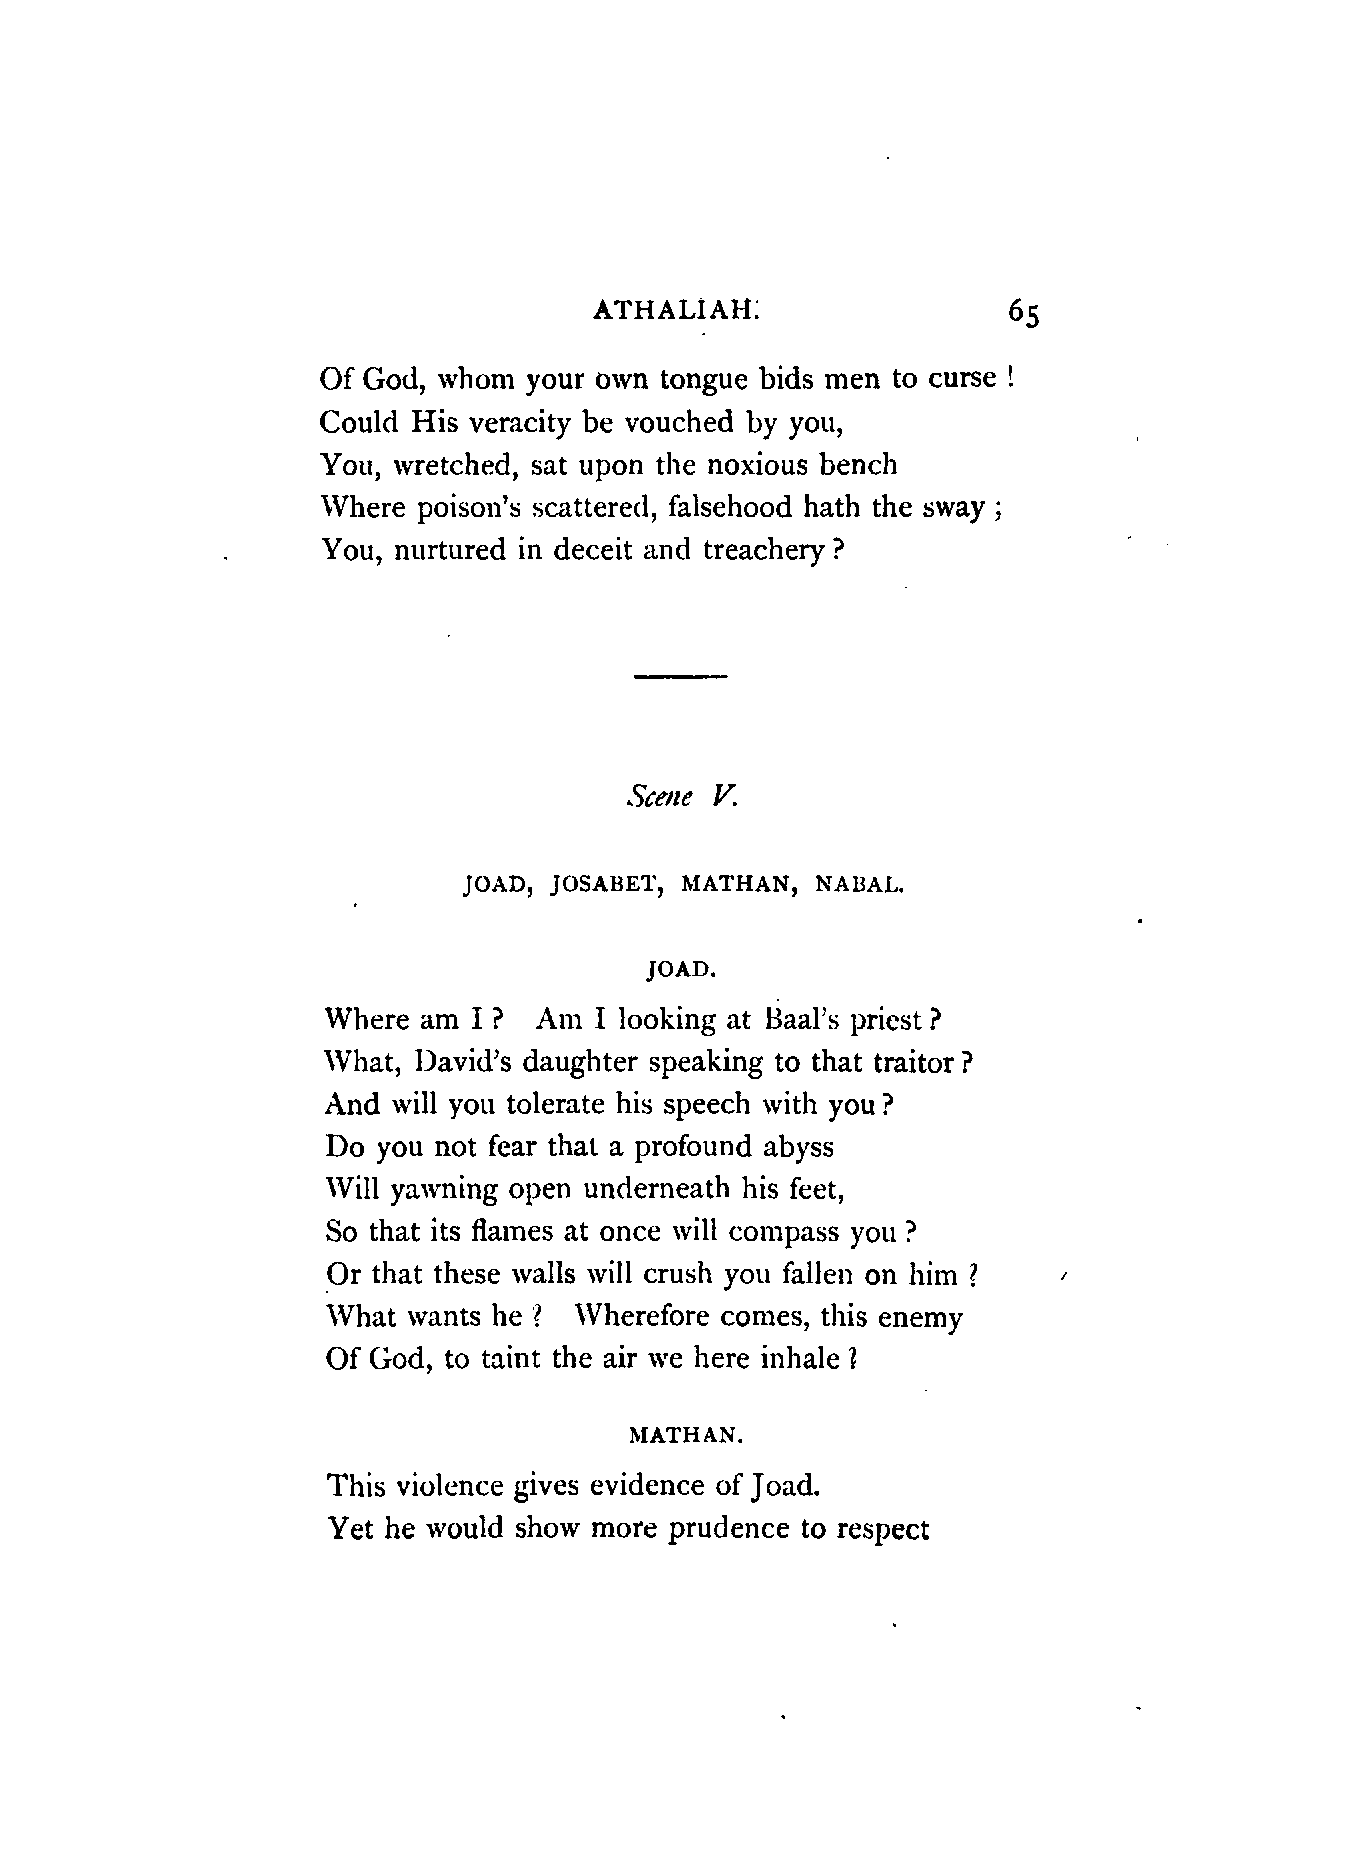 ATHALIAH. 65
Of God, whom your own tongue bids men to curse !
Could His veracity be vouched by you,
You, wretched, sat upon the noxious bench
Where poison's scattered, falsehood hath the sway ;
You, nurtured in deceit and treachery ?
Scene V.
JOAD, JOSABET, MATHAN, NABAL.
JOAD.
Where am I ? Am I looking at Baal's priest ?
What, David's daughter speaking to that traitor ?
And will you tolerate his speech with you ?
Do you not fear that a profound abyss
Will yawning open underneath his feet,
So that its flames at once will compass you ?
Or that these walls will crush you fallen on him ?
What wants he ? Wherefore comes, this enemy
Of God, to taint the air we here inhale ?
MATHAN.
This violence gives evidence of Joad.
Yet he would show more prudence to respect